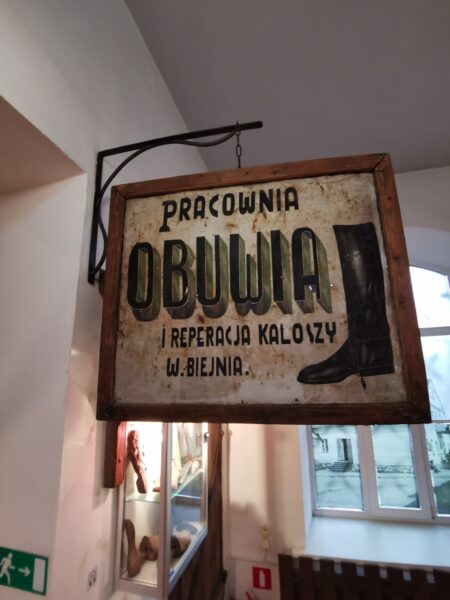 PRACOWNIA
OBUWIA
I REPERACJA KALOSZY
W. BIEJNIA.